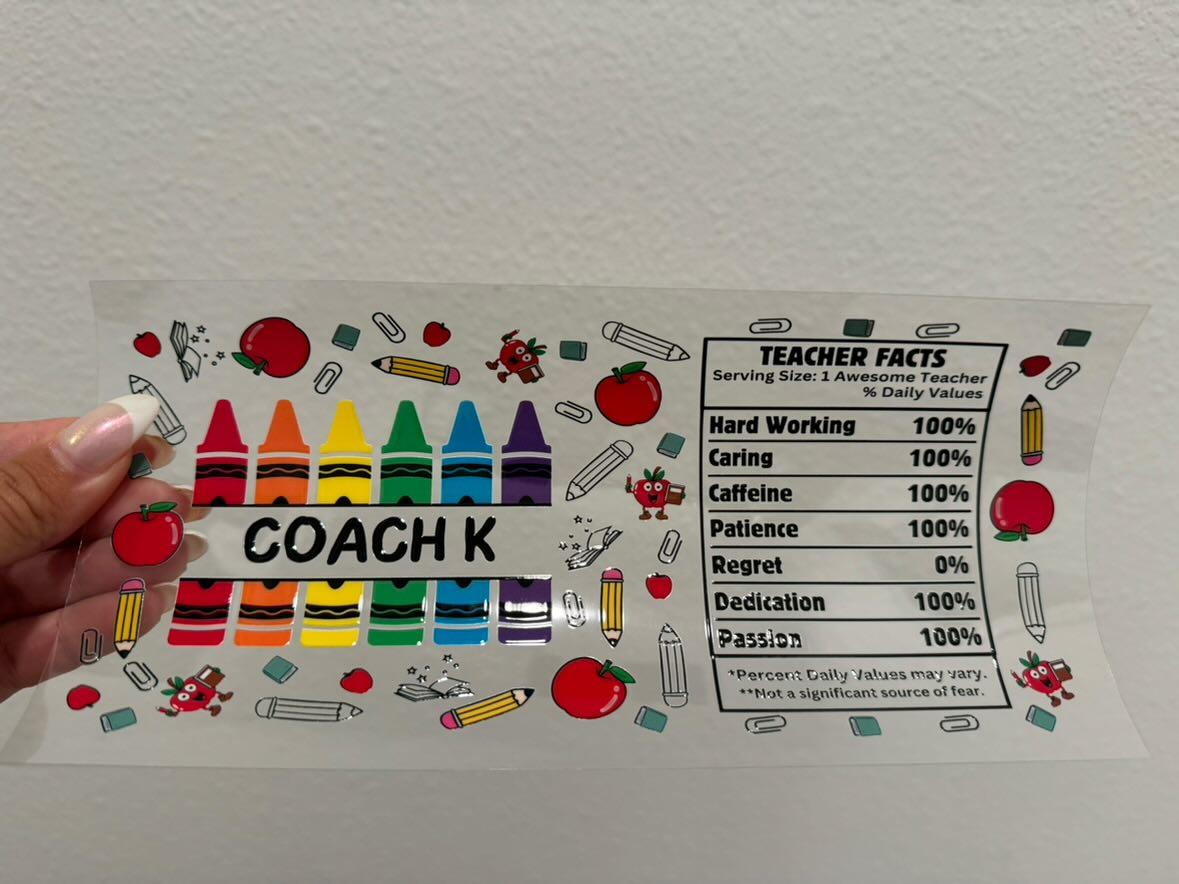 COACH K
TEACHER FACTS
Serving Size: 1 Awesome Teacher
% Daily Values
Hard Working 100%
Caring 100%
Caffeine 100%
Patience 100%
Regret 0%
Dedication 100%
Passion 100%
*Percent Daily Values may vary.
**Not a significant source of fear.